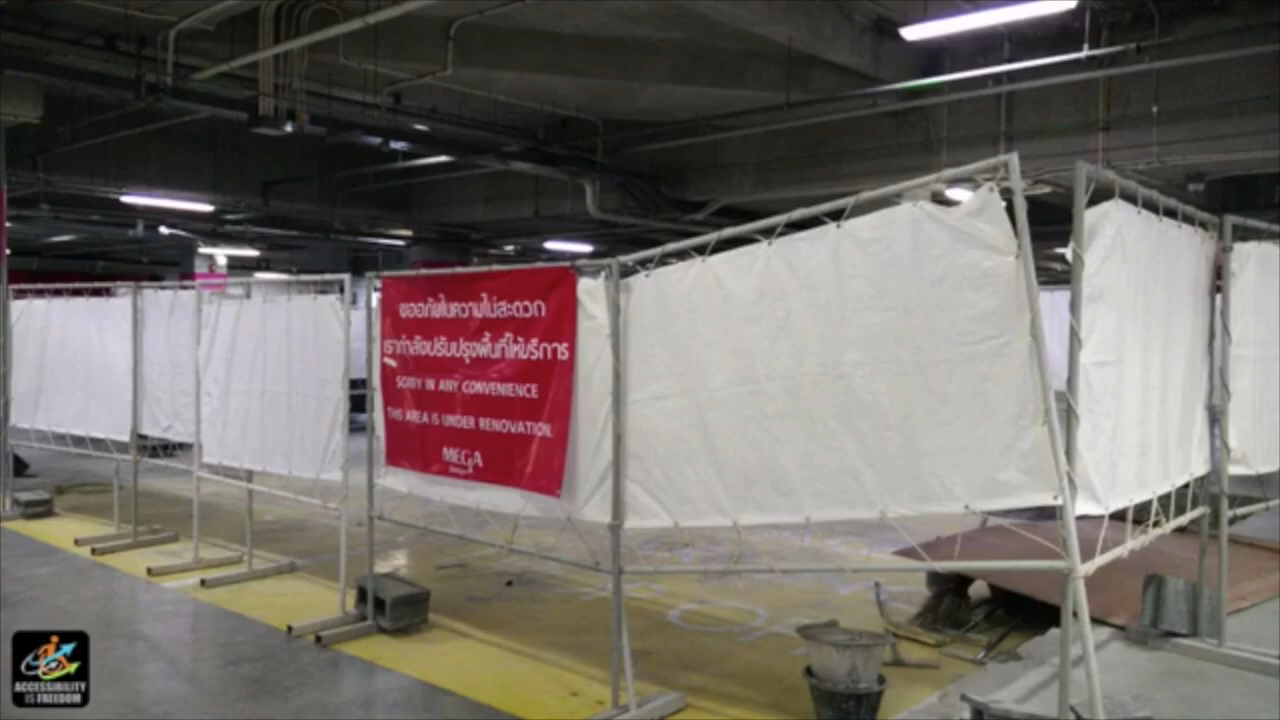 ขออภัยในความไม่สะดวก
เรากำลังปรับปรุงพื้นที่ให้บริการ
SORRY IN ANY CONVENIENCE
THIS AREA IS UNDER RENOVATION.
MEGA
ACCESSIBILITY
IS FREEDOM